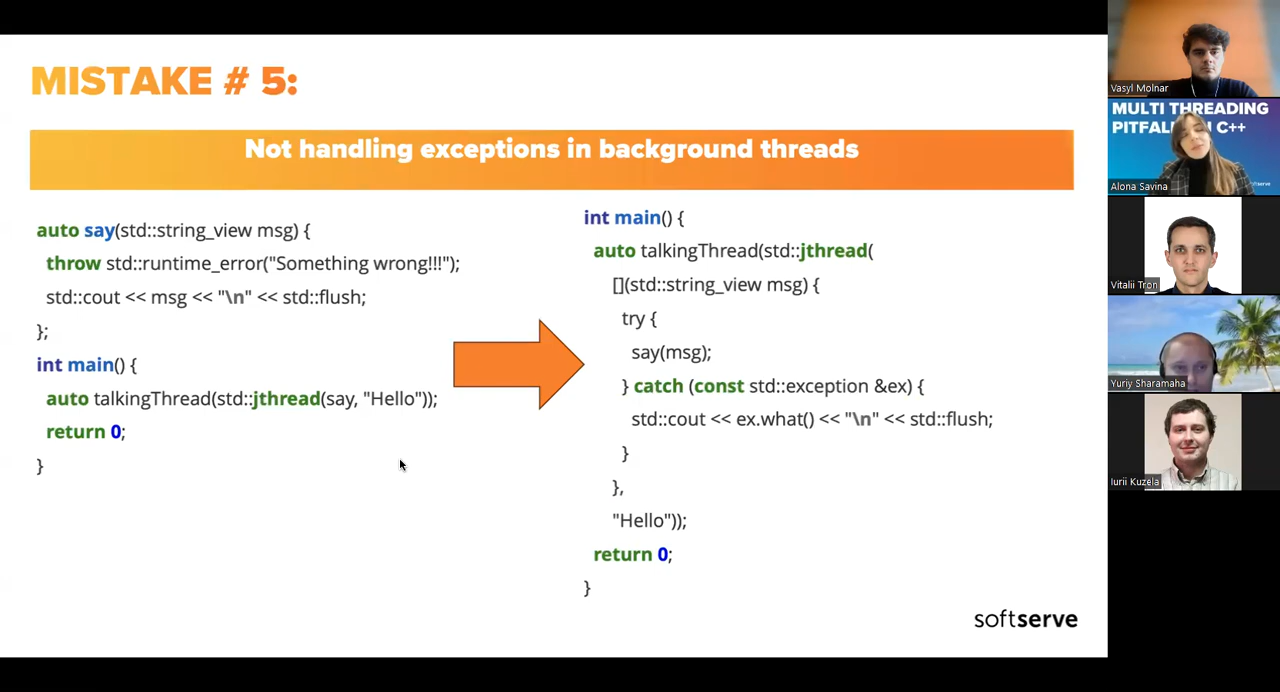 MISTAKE # 5:
Not handling exceptions in background threads
auto say(std::string_view msg) {
throw std::runtime_error("Something wrong!!!");
std::cout << msg << "\n" << std::flush;
};
int main() {
auto talkingThread(std::jthread(say, "Hello"));
return 0;
}
int main() {
auto talkingThread(std::jthread(
[](std::string_view msg) {
try {
say(msg);
} catch (const std::exception &ex) {
std::cout << ex.what() << "\n" << std::flush;
}
},
"Hello"));
return 0;
}
softserve
Vasyl Molnar
MULTI THREADING
C++
Alona Savina
Vitalii Tron
Yuriy Sharamaha
Iurii Kuzela